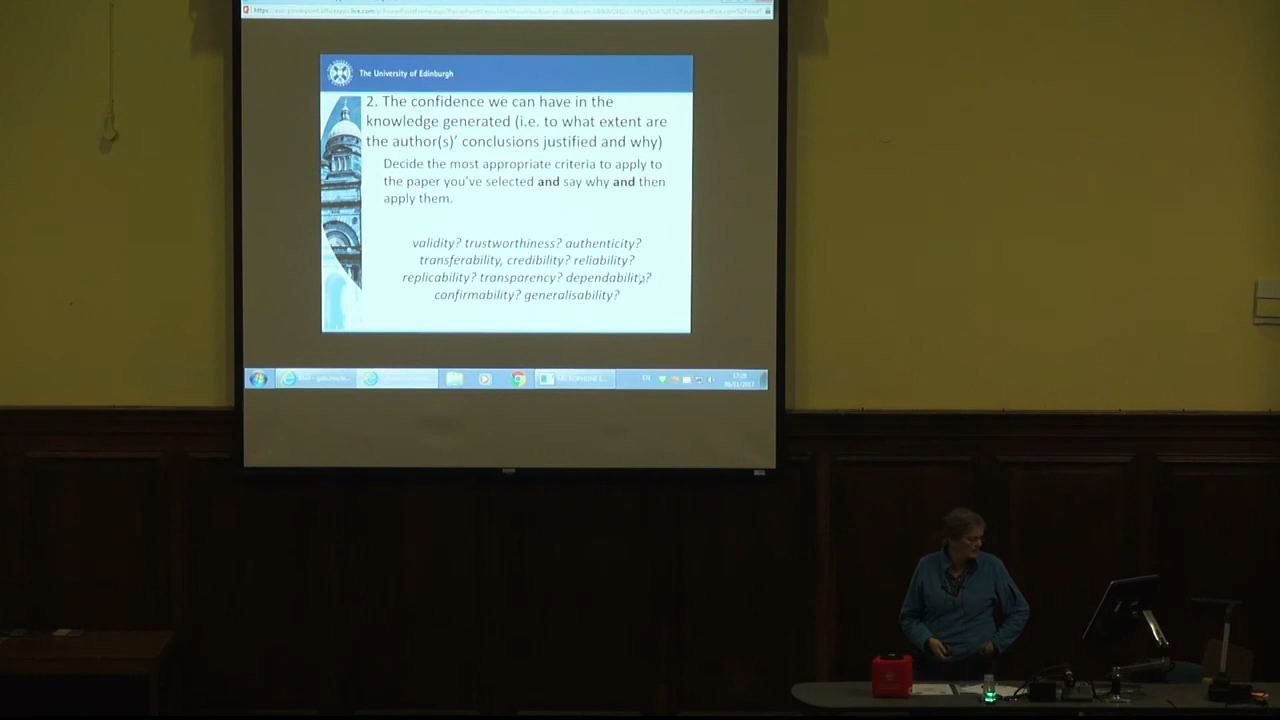 The University of Edinburgh
2. The confidence we can have in the
knowledge generated (i.e. to what extent are
the author(s)' conclusions justified and why)
Decide the most appropriate criteria to apply to
the paper you've selected and say why and then
apply them.
validity? trustworthiness? authenticity?
transferability, credibility? reliability?
replicability? transparency? dependability?
confirmability? generalisability?
EN